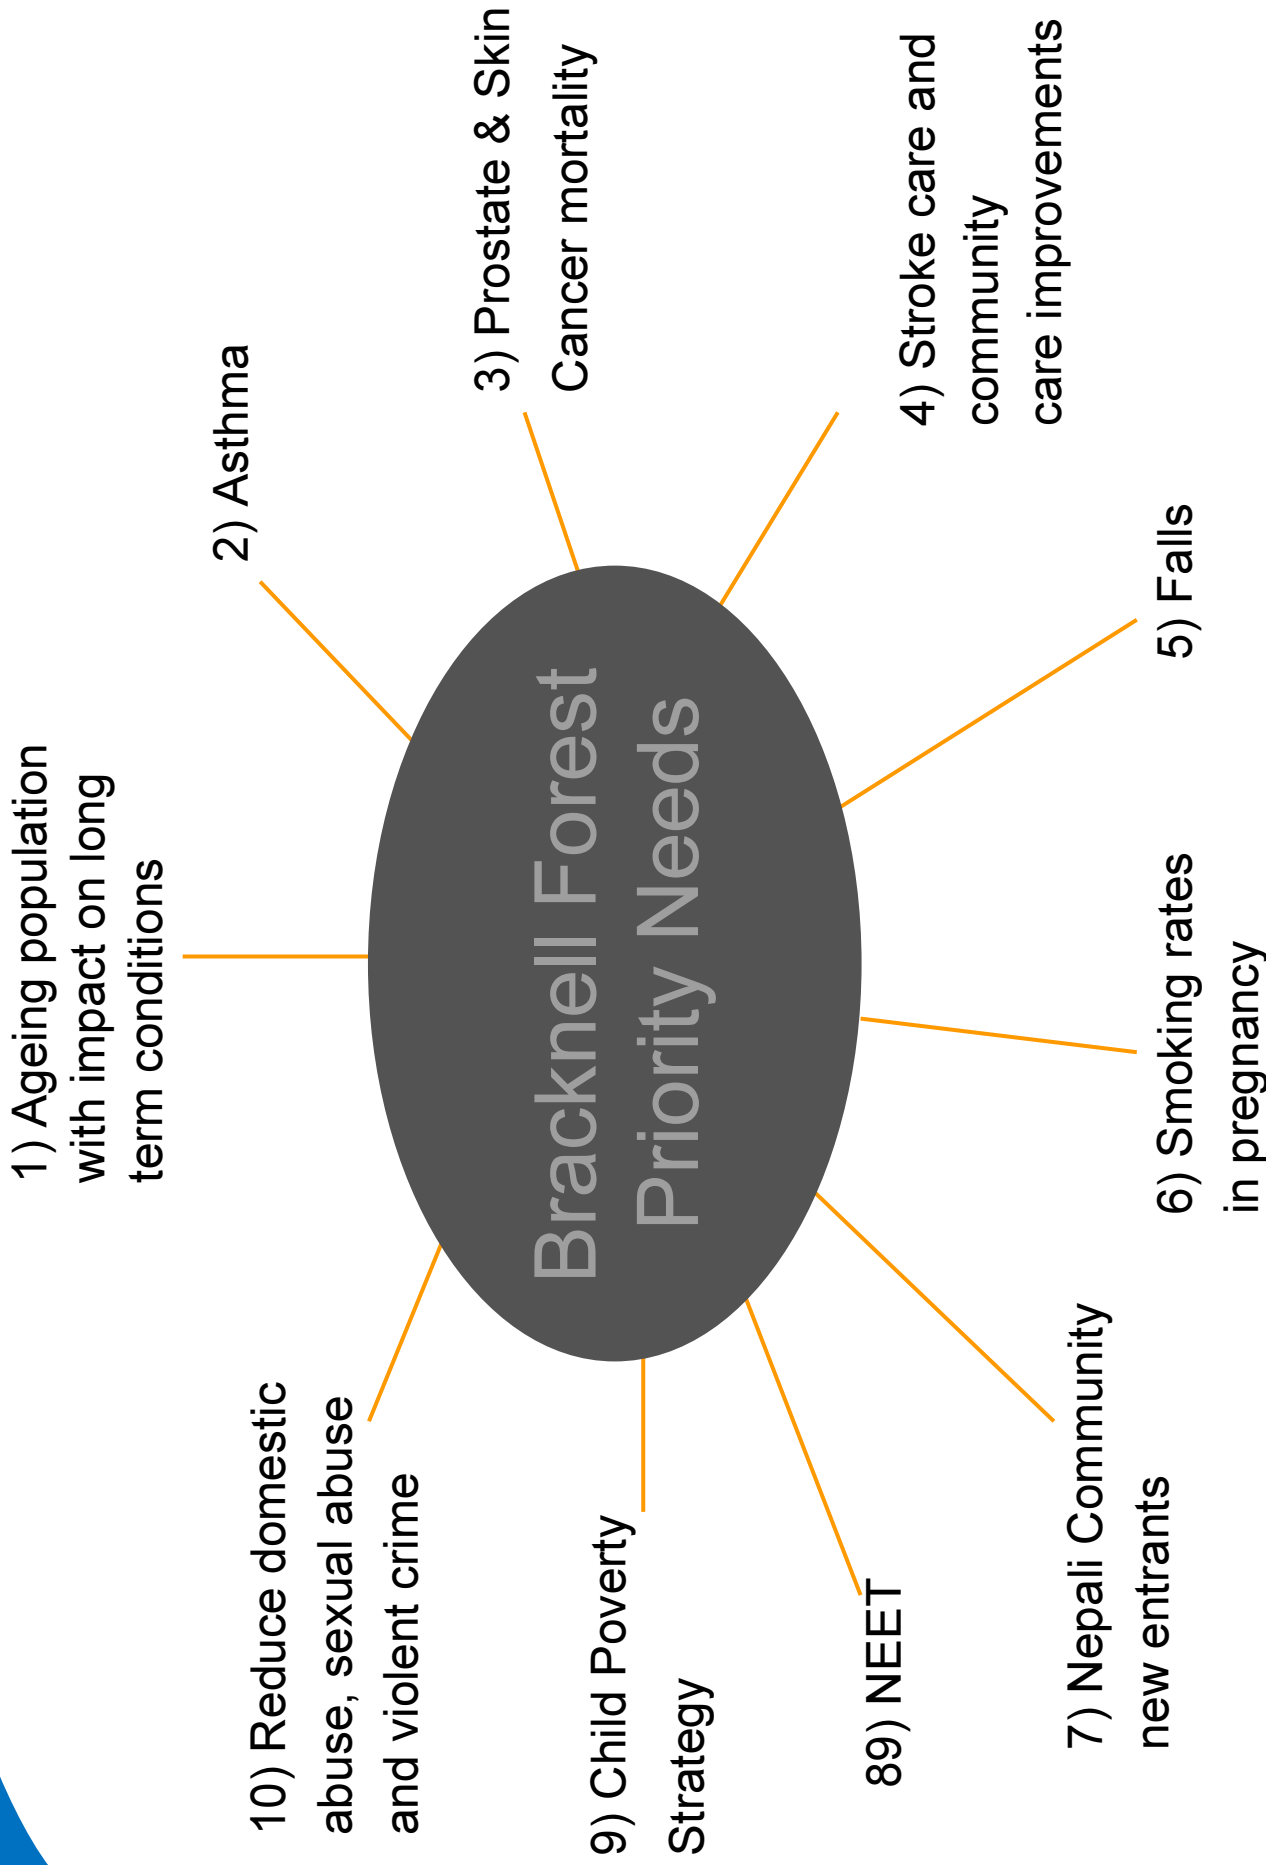 1) Ageing population
with impact on long
term conditions
2) Asthma
3) Prostate & Skin
Cancer mortality
4) Stroke care and
community
care improvements
5) Falls
6) Smoking rates
in pregnancy
7) Nepali Community
new entrants
89) NEET
9) Child Poverty
Strategy
10) Reduce domestic
abuse, sexual abuse
and violent crime
Bracknell Forest
Priority Needs